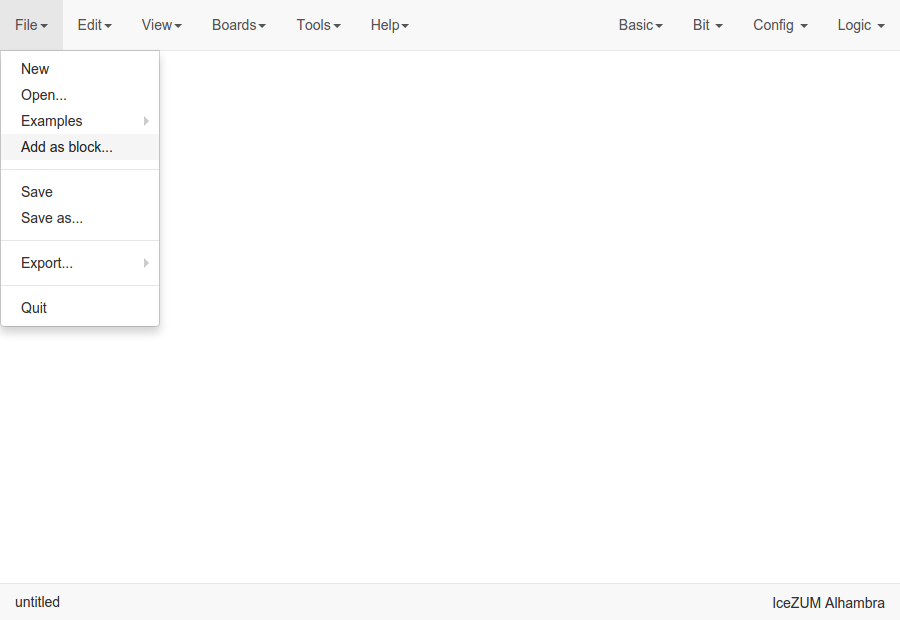 File Edit View Boards Tools Help Basic Bit Config Logic
New
Open...
Examples
Add as block...
Save
Save as...
Export...
Quit
untitled IceZUM Alhambra